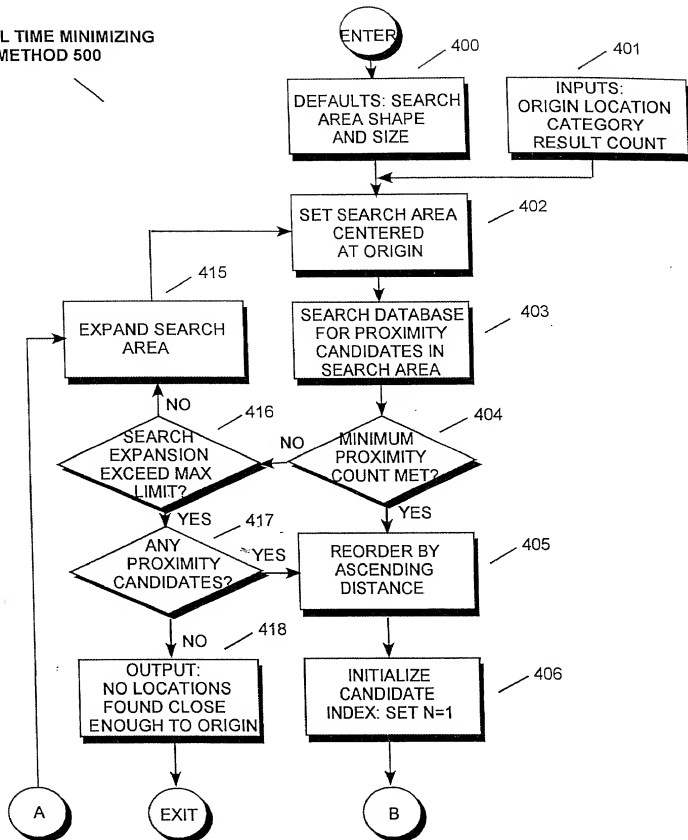 L TIME MINIMIZING
METHOD 500
ENTER
400
401
DEFAULTS: SEARCH
AREA SHAPE
AND SIZE
INPUTS:
ORIGIN LOCATION
CATEGORY
RESULT COUNT
402
SET SEARCH AREA
CENTERED
AT ORIGIN
415
EXPAND SEARCH
AREA
403
SEARCH DATABASE
FOR PROXIMITY
CANDIDATES IN
SEARCH AREA
NO
416
SEARCH
EXPANSION
EXCEED MAX
LIMIT?
NO
404
MINIMUM
PROXIMITY
COUNT MET?
YES
417
YES
ANY
PROXIMITY
CANDIDATES?
YES
405
REORDER BY
ASCENDING
DISTANCE
NO
418
OUTPUT:
NO LOCATIONS
FOUND CLOSE
ENOUGH TO ORIGIN
406
INITIALIZE
CANDIDATE
INDEX: SET N=1
A
EXIT
B